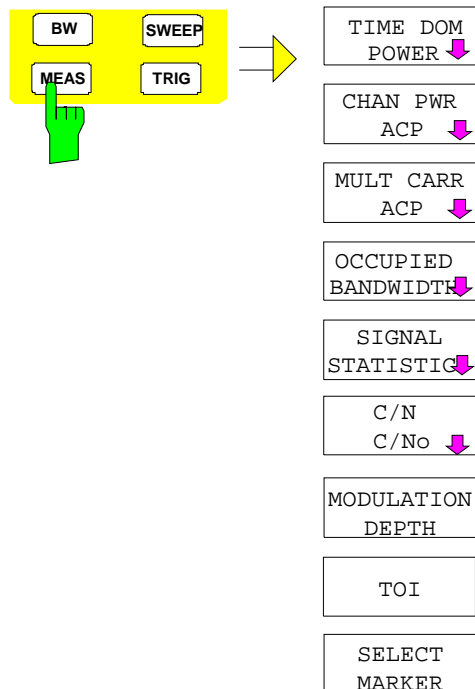 BW SWEEP
MEAS TRIG
TIME DOM
POWER
CHAN PWR
ACP
MULT CARR
ACP
OCCUPIED
BANDWIDTH
SIGNAL
STATISTIC
C/N
C/No
MODULATION
DEPTH
TOI
SELECT
MARKER